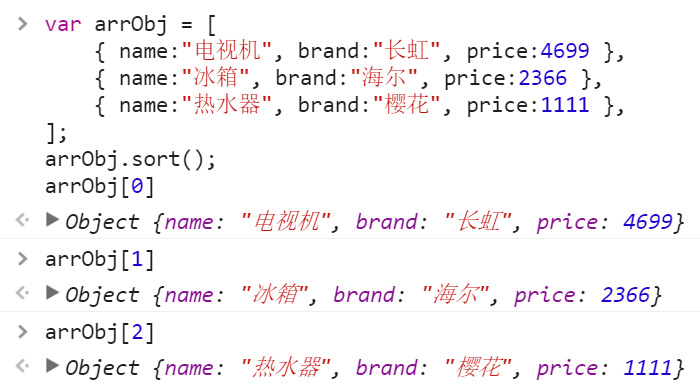 > var arrObj = [
{ name:"电视机", brand:"长虹", price:4699 },
{ name:"冰箱", brand:"海尔", price:2366 },
{ name:"热水器", brand:"樱花", price:1111 },
];
arrObj.sort();
arrObj[0]
Object {name: "电视机", brand: "长虹", price: 4699}
> arrObj[1]
Object {name: "冰箱", brand: "海尔", price: 2366}
> arrObj[2]
Object {name: "热水器", brand: "樱花", price: 1111}